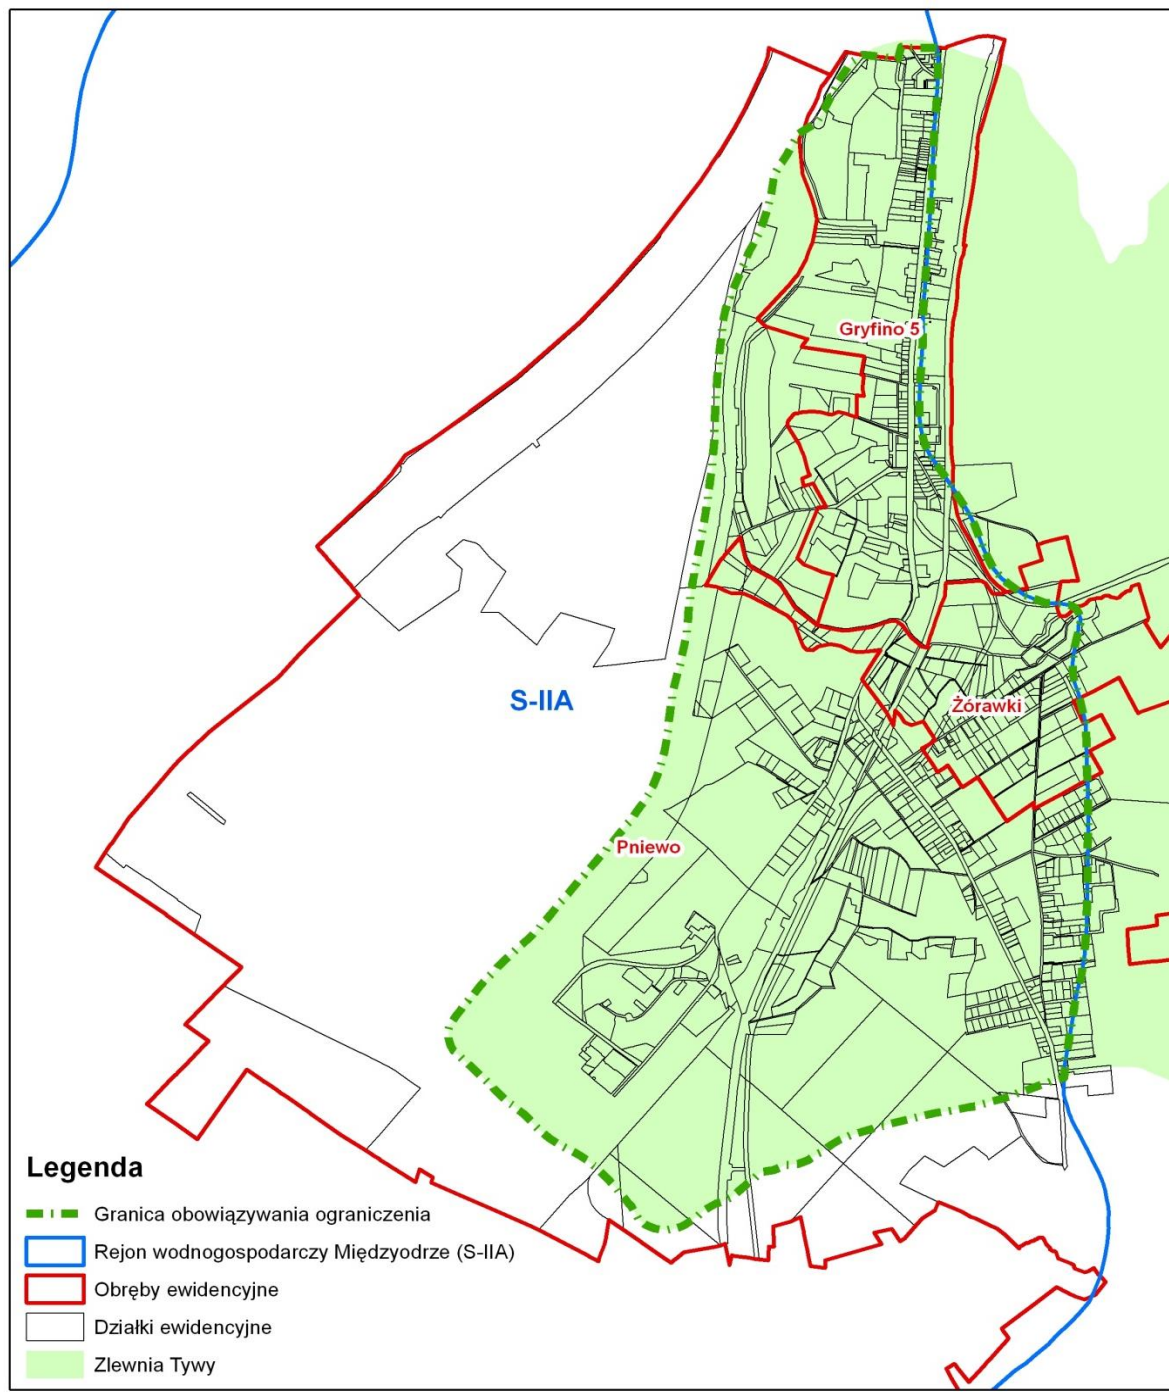 Gryfino 5
S-IIA
Żórawki
Pniewo
Legenda
Granica obowiązywania ograniczenia
Rejon wodnogospodarczy Międzyodrze (S-IIA)
Obręby ewidencyjne
Działki ewidencyjne
Zlewnia Tywy